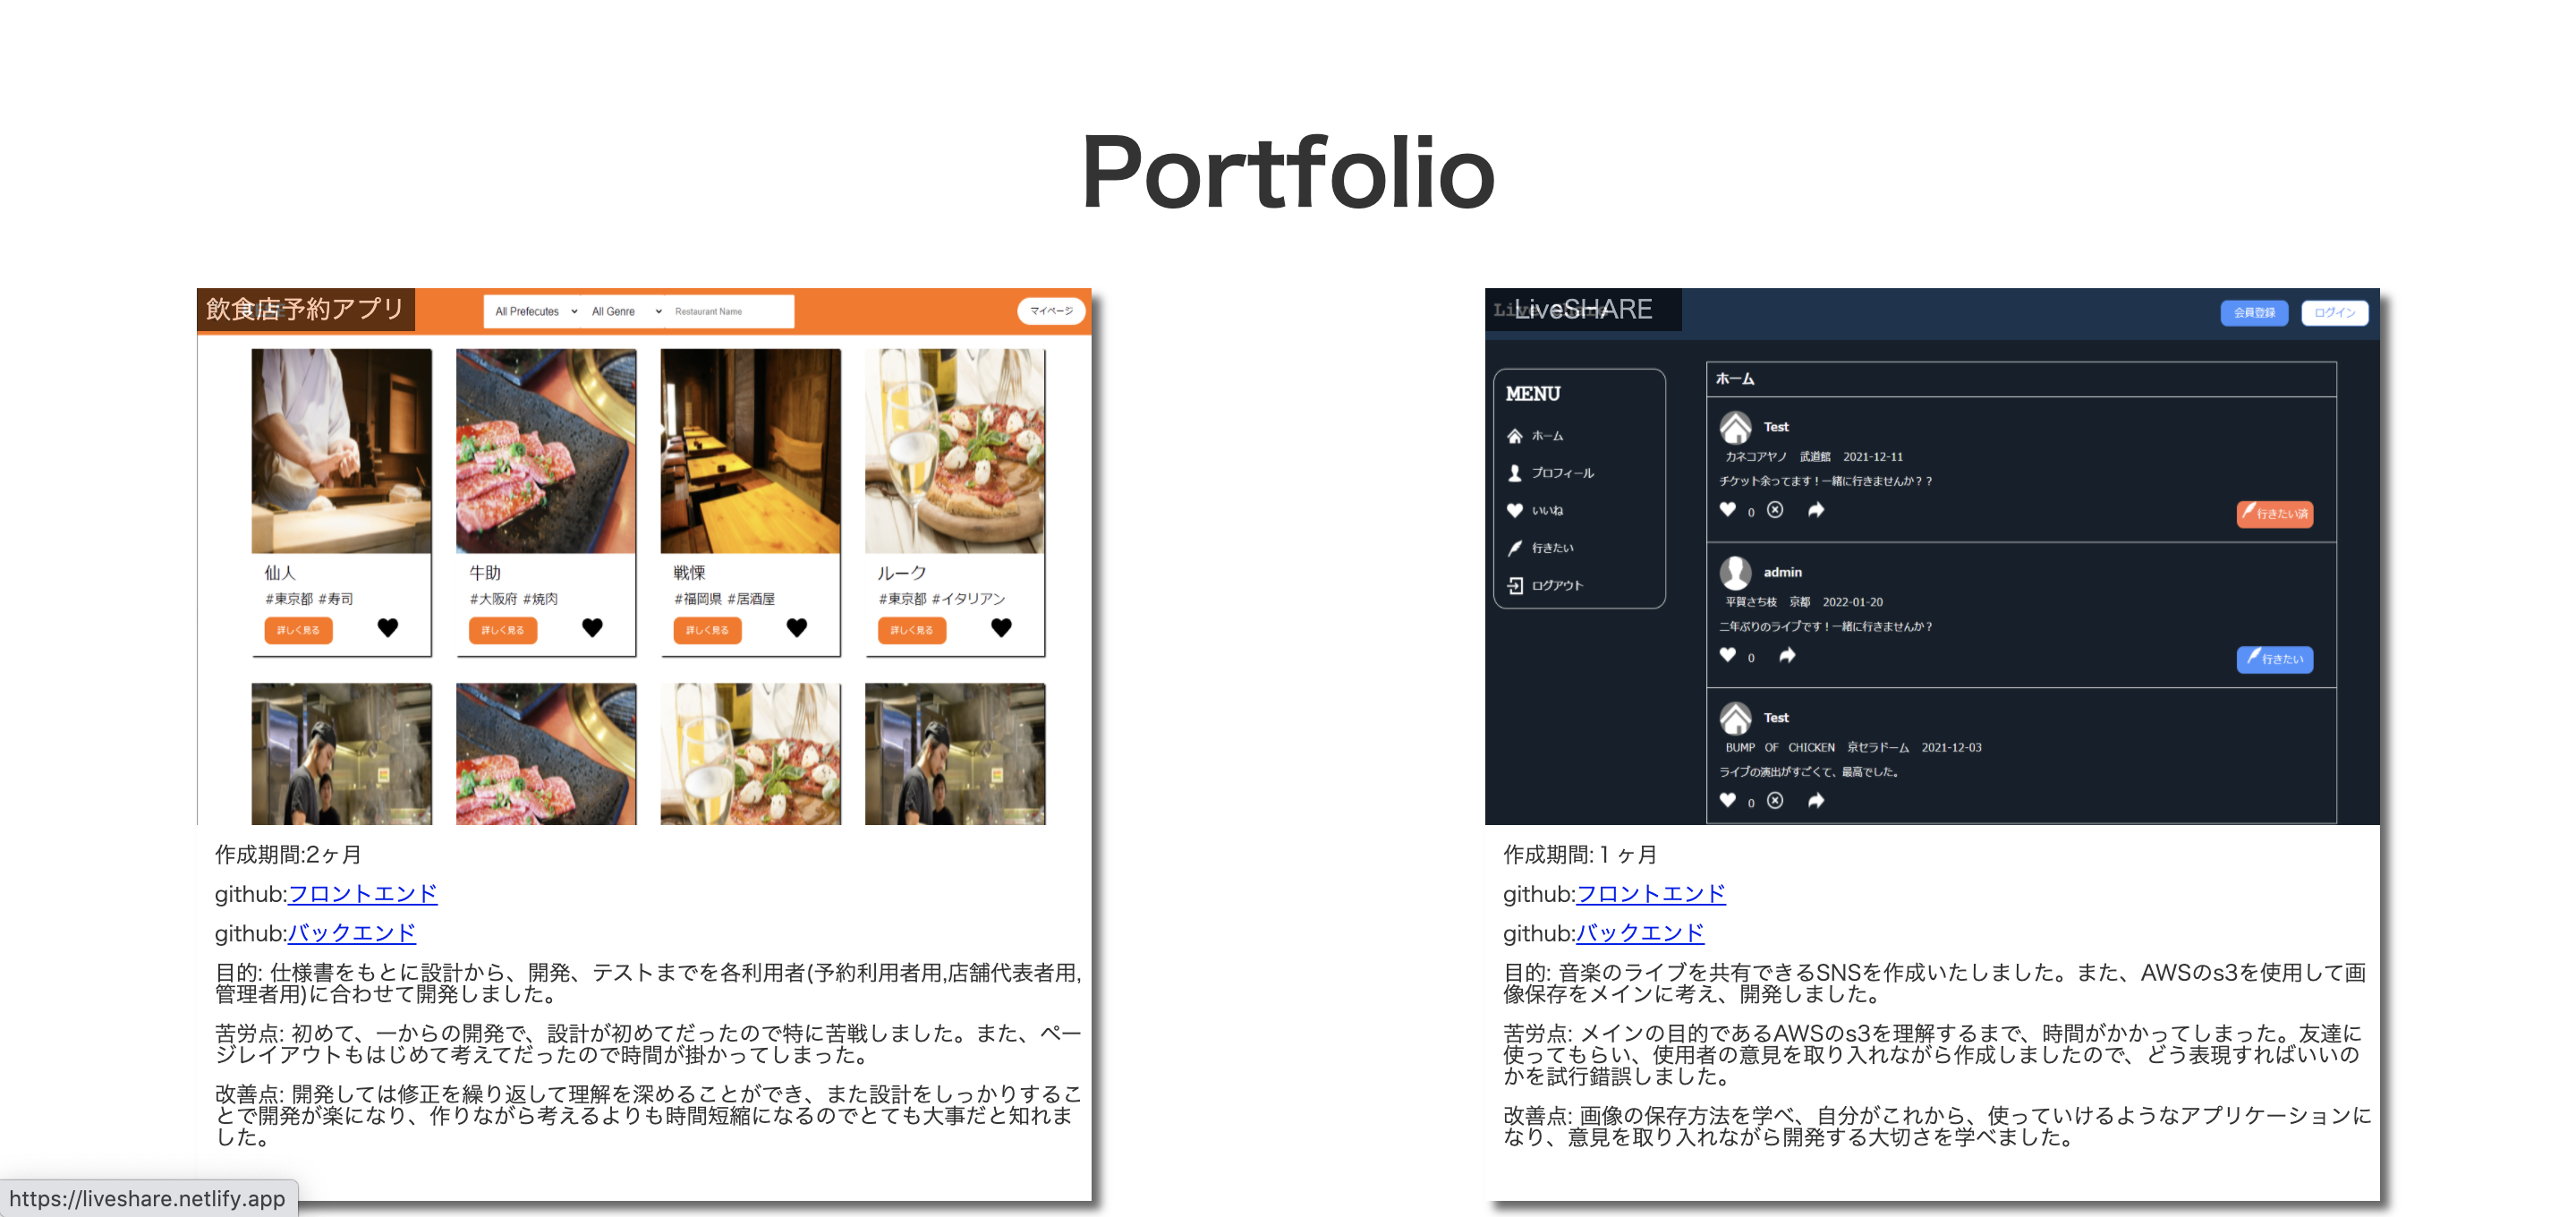 Portfolio
飲食店予約アプリ
All Prefecutes
All Genre
Restaurant Name
マイページ
仙人
#東京都 #寿司
詳しく見る
牛助
#大阪府 #焼肉
詳しく見る
戦慄
#福岡県 #居酒屋
詳しく見る
ルーク
#東京都 #イタリアン
詳しく見る
作成期間:2ヶ月
github:フロントエンド
github:バックエンド
目的: 仕様書をもとに設計から、開発、テストまでを各利用者(予約利用者用,店舗代表者用,
管理者用)に合わせて開発しました。
苦労点: 初めて、一からの開発で、設計が初めてだったので特に苦戦しました。また、ペー
ジレイアウトもはじめて考えてだったので時間が掛かってしまった。
改善点: 開発しては修正を繰り返して理解を深めることができ、また設計をしっかりするこ
とで開発が楽になり、作りながら考えるよりも時間短縮になるのでとても大事だと知れま
した。
LiveSHARE
会員登録
ログイン
MENU
ホーム
プロフィール
いいね
行きたい
ログアウト
ホーム
Test
カネコアヤノ 武道館 2021-12-11
チケット余ってます！一緒に行きませんか？？
0
行きたい済
admin
平賀さち枝 京都 2022-01-20
二年ぶりのライブです！一緒に行きませんか？
0
行きたい
Test
BUMP OF CHICKEN 京セラドーム 2021-12-03
ライブの演出がすごくて、最高でした。
0
作成期間:１ヶ月
github:フロントエンド
github:バックエンド
目的: 音楽のライブを共有できるSNSを作成いたしました。また、AWSのs3を使用して画
像保存をメインに考え、開発しました。
苦労点: メインの目的であるAWSのs3を理解するまで、時間がかかってしまった。友達に
使ってもらい、使用者の意見を取り入れながら作成しましたので、どう表現すればいいの
かを試行錯誤しました。
改善点: 画像の保存方法を学べ、自分がこれから、使っていけるようなアプリケーションに
なり、意見を取り入れながら開発する大切さを学べました。
https://liveshare.netlify.app